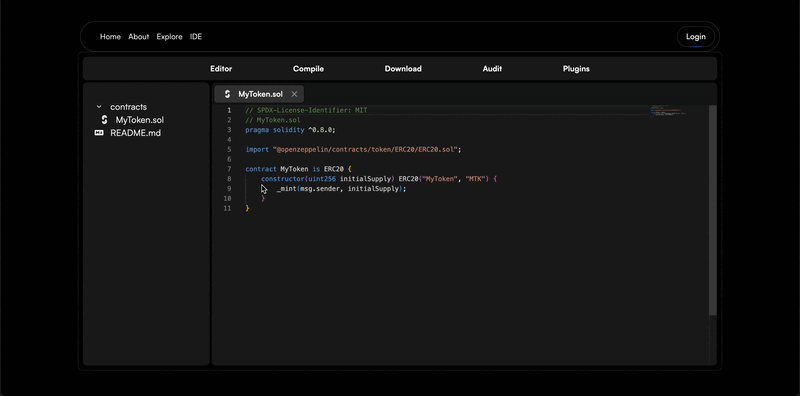 Home About Explore IDE Login
Editor Compile Download Audit Plugins
contracts
MyToken.sol
README.md
MyToken.sol
1 // SPDX-License-Identifier: MIT
2 // MyToken.sol
3 pragma solidity ^0.8.0;
4
5 import "@openzeppelin/contracts/token/ERC20/ERC20.sol";
6
7 contract MyToken is ERC20 {
8 constructor(uint256 initialSupply) ERC20("MyToken", "MTK") {
9 _mint(msg.sender, initialSupply);
10 }
11 }